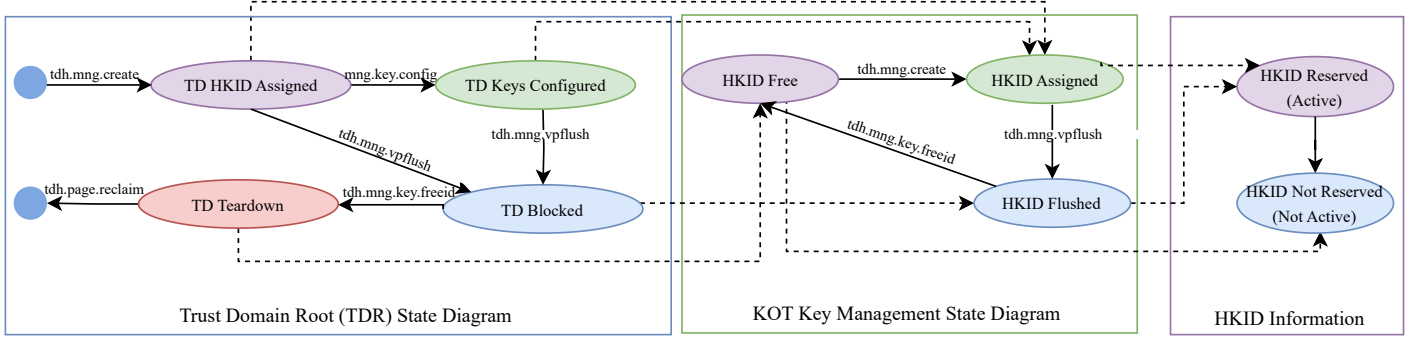 tdh.mng.create
TD HKID Assigned
mng.key.config
TD Keys Configured
tdh.mng.vpflush
tdh.mng.vpflush
tdh.page.reclaim
TD Teardown
tdh.mng.key.freeid
TD Blocked
Trust Domain Root (TDR) State Diagram
HKID Free
tdh.mng.create
HKID Assigned
tdh.mng.key.freeid
tdh.mng.vpflush
HKID Flushed
KOT Key Management State Diagram
HKID Reserved
(Active)
HKID Not Reserved
(Not Active)
HKID Information